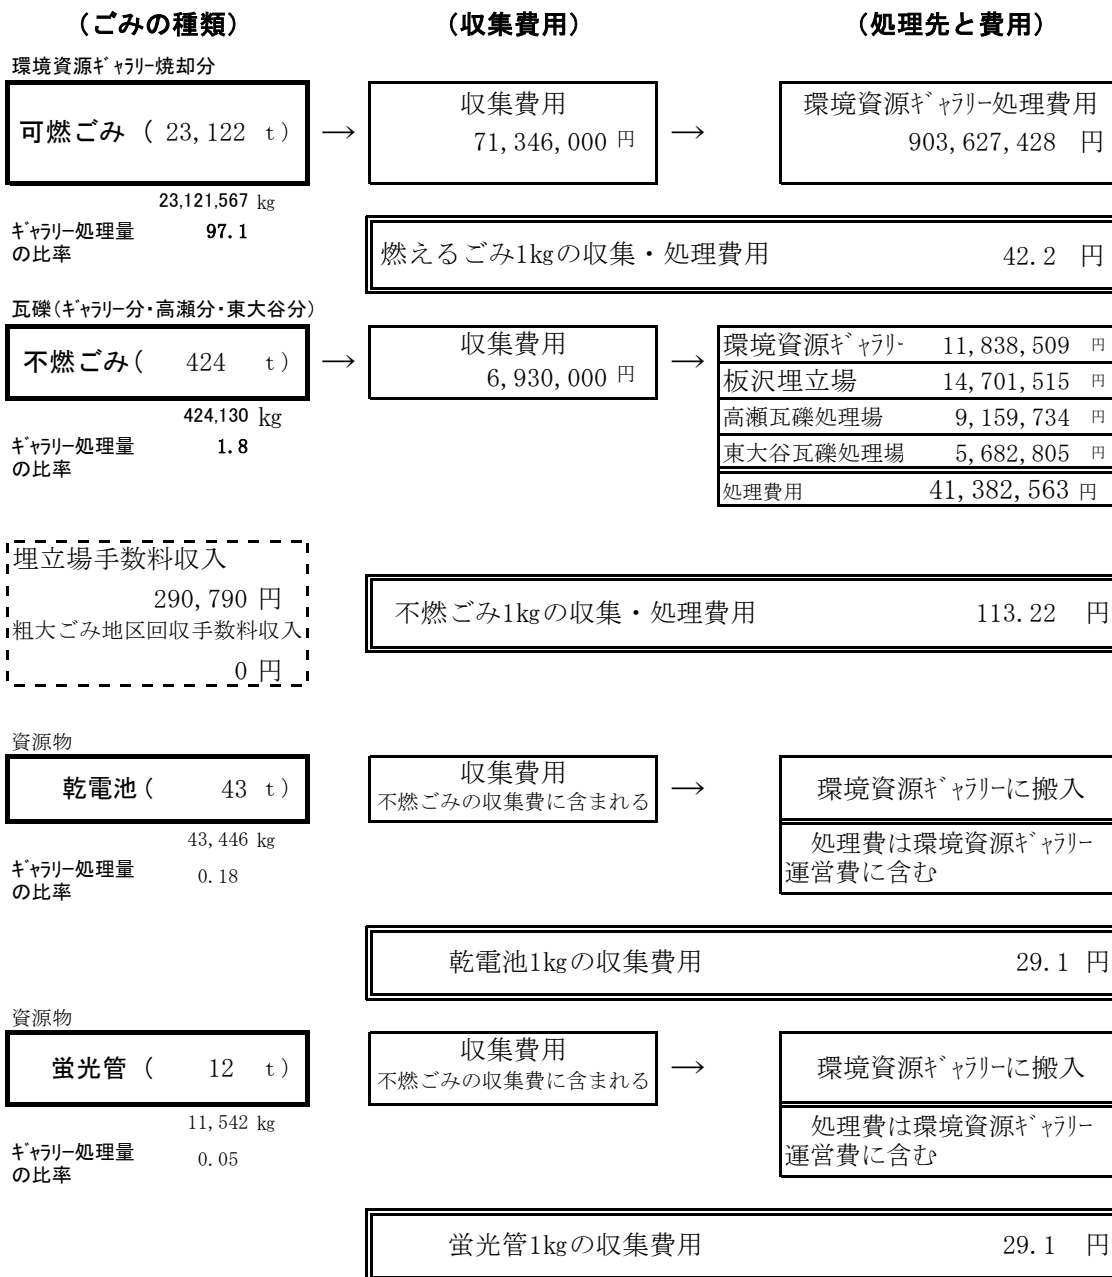 (ごみの種類) (収集費用) (処理先と費用)
環境資源ｷﾞｬﾗﾘｰ焼却分
可燃ごみ ( 23,122 t) → 収集費用 71,346,000 円 → 環境資源ｷﾞｬﾗﾘｰ処理費用 903,627,428 円
23,121,567 kg
ｷﾞｬﾗﾘｰ処理量の比率 97.1
燃えるごみ1㎏の収集・処理費用 42.2 円
瓦礫(ｷﾞｬﾗﾘｰ分・高瀬分・東大谷分)
不燃ごみ( 424 t) → 収集費用 6,930,000 円 →
環境資源ｷﾞｬﾗﾘｰ 11,838,509 円
板沢埋立場 14,701,515 円
高瀬瓦礫処理場 9,159,734 円
東大谷瓦礫処理場 5,682,805 円
処理費用 41,382,563 円
424,130 kg
ｷﾞｬﾗﾘｰ処理量の比率 1.8
埋立場手数料収入
290,790 円
粗大ごみ地区回収手数料収入
0 円
不燃ごみ1㎏の収集・処理費用 113.22 円
資源物
乾電池( 43 t)
収集費用
不燃ごみの収集費に含まれる
→
環境資源ｷﾞｬﾗﾘｰに搬入
処理費は環境資源ｷﾞｬﾗﾘｰ
運営費に含む
43,446 kg
ｷﾞｬﾗﾘｰ処理量の比率 0.18
乾電池1㎏の収集費用 29.1 円
資源物
蛍光管 ( 12 t)
収集費用
不燃ごみの収集費に含まれる
→
環境資源ｷﾞｬﾗﾘｰに搬入
処理費は環境資源ｷﾞｬﾗﾘｰ
運営費に含む
11,542 kg
ｷﾞｬﾗﾘｰ処理量の比率 0.05
蛍光管1㎏の収集費用 29.1 円